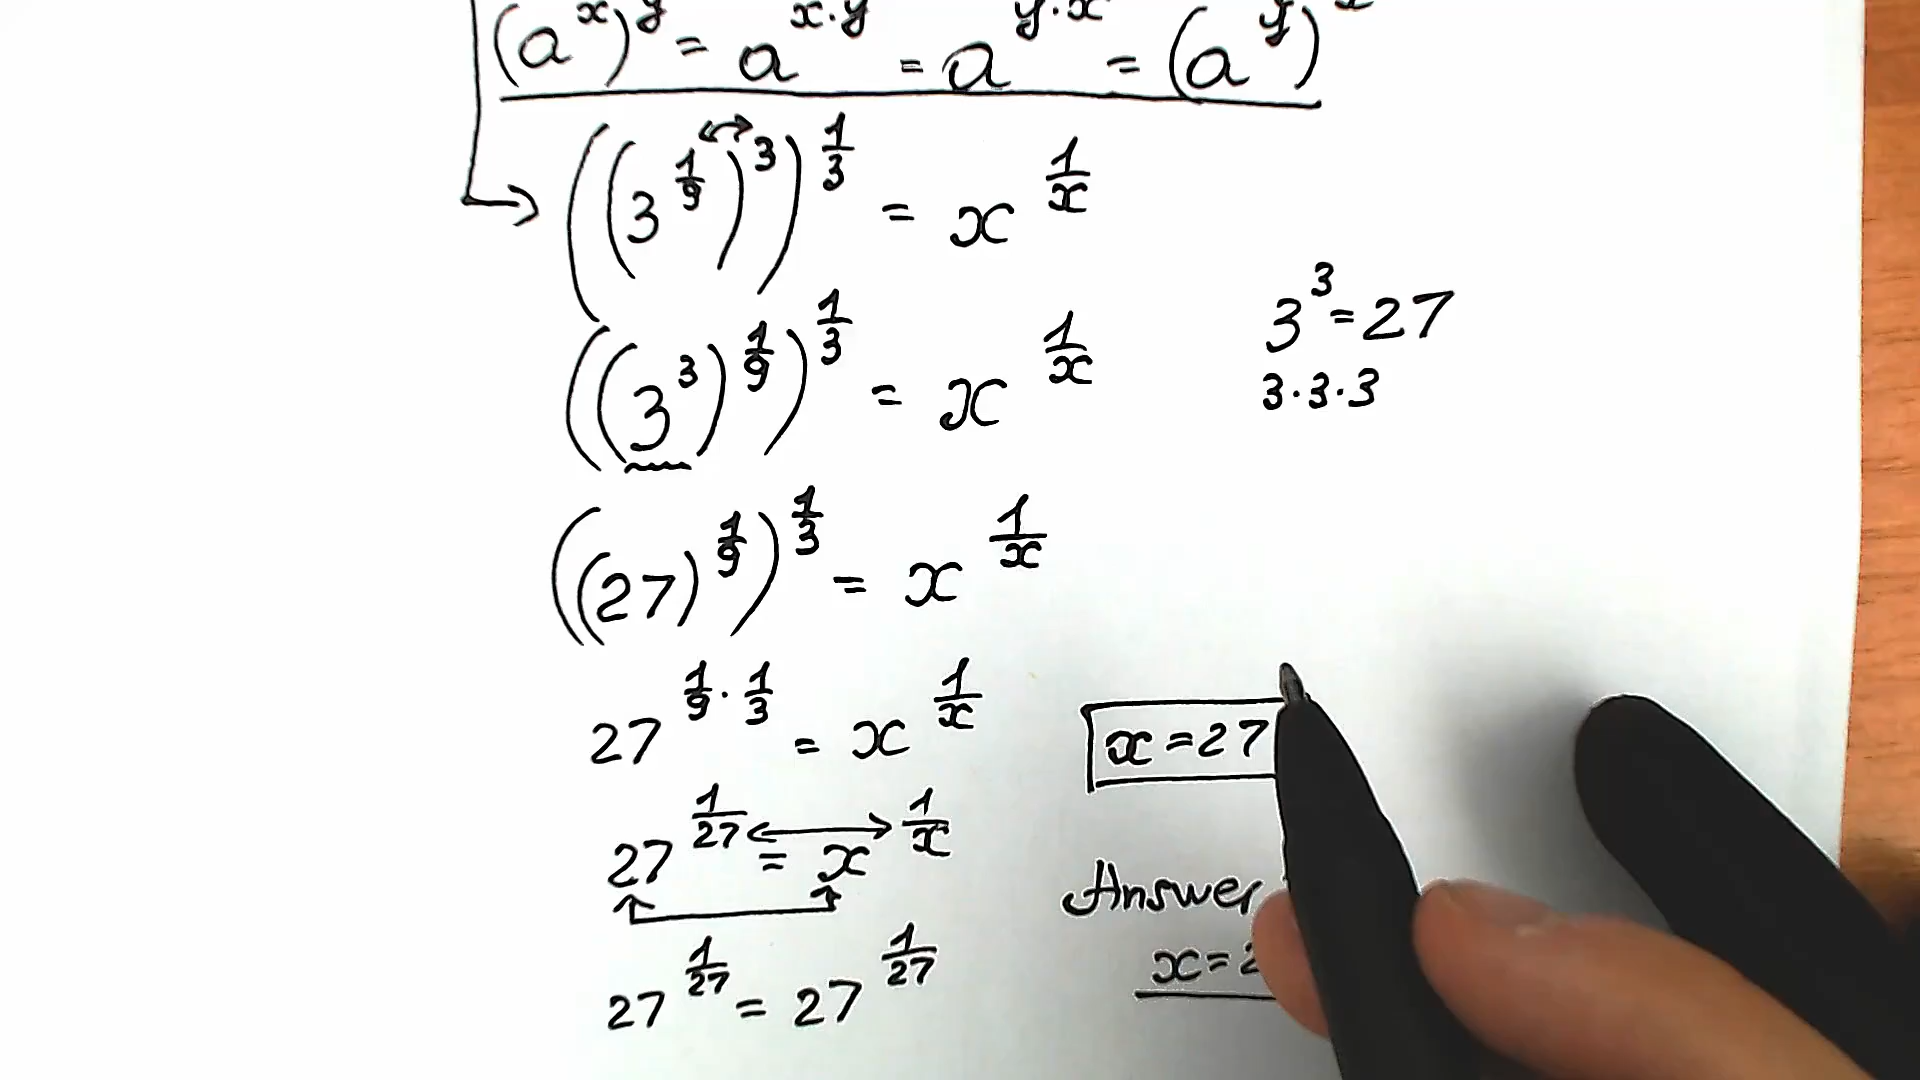 (a^x)^y = a^{x·y} = a^{y·x} = (a^y)^x
((3^{1/9})^3)^{1/3} = x^{1/x}
((3^3)^{1/9})^{1/3} = x^{1/x}
3^3 = 27
3·3·3
((27)^{1/9})^{1/3} = x^{1/x}
27^{1/9 · 1/3} = x^{1/x}
27^{1/27} = x^{1/x}
27^{1/27} = 27^{1/27}
x = 27
Answer
x = 2